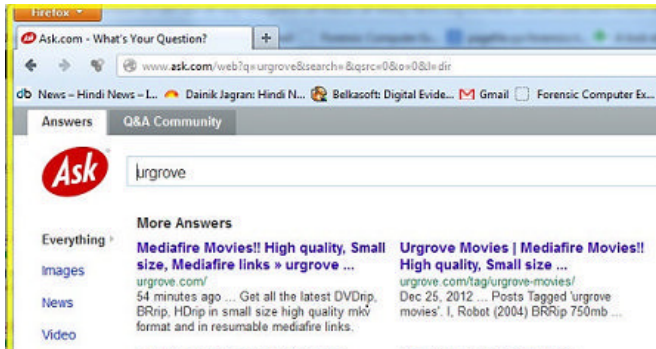 Firefox
Ask.com - What's Your Question?
+
www.ask.com/web?q=urgrove&search=&qsrc=0&o=0&l=dir
db News – Hindi News – L... Dainik Jagran: Hindi N... Belkasoft: Digital Evide... Gmail Forensic Computer Ex...
Answers Q&A Community
Ask
urgrove
More Answers
Everything
Images
News
Video
Mediafire Movies!! High quality, Small
size, Mediafire links » urgrove ...
urgrove.com/
54 minutes ago ... Get all the latest DVDrip,
BRrip, HDrip in small size high quality mkv
format and in resumable mediafire links.
Urgrove Movies | Mediafire Movies!!
High quality, Small size ...
urgrove.com/tag/urgrove-movies/
Dec 25, 2012 ... Posts Tagged 'urgrove
movies'. I, Robot (2004) BRRip 750mb ...